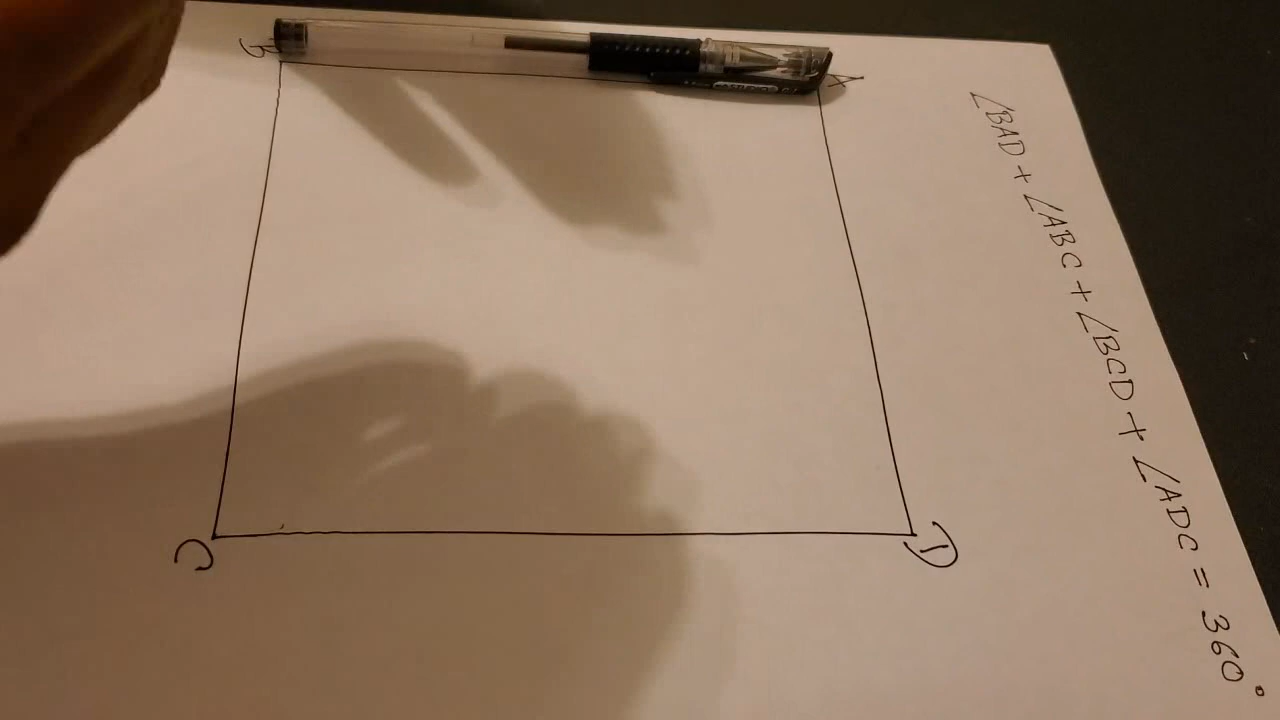 ∠BAD + ∠ABC + ∠BCD + ∠ADC = 360°
B
A
C
D